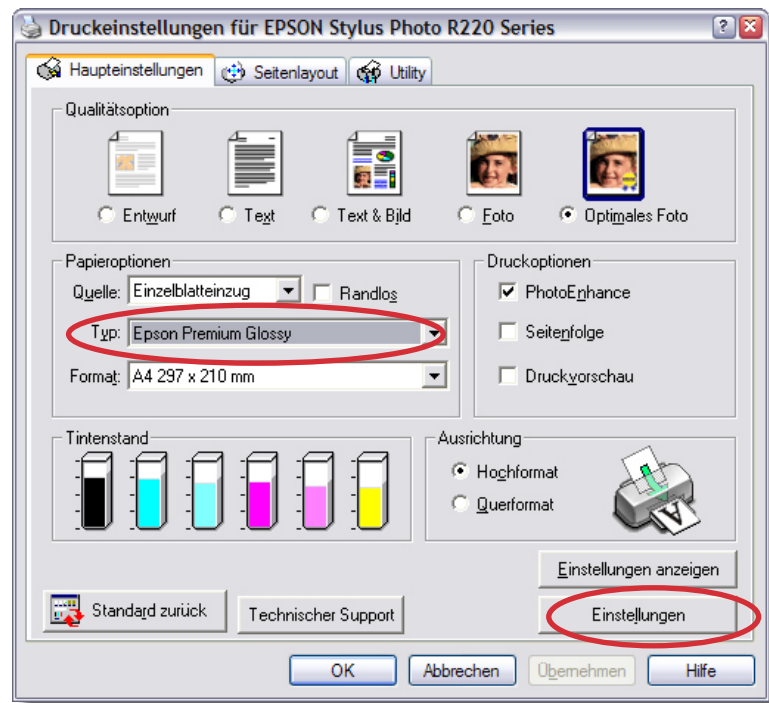 Druckeinstellungen für EPSON Stylus Photo R220 Series
Haupteinstellungen Seitenlayout Utility
Qualitätsoption
Entwurf Text Text & Bild Foto Optimales Foto
Papieroptionen
Quelle: Einzelblatteinzug Randlos
Typ: Epson Premium Glossy
Format: A4 297 x 210 mm
Druckoptionen
PhotoEnhance
Seitenfolge
Druckvorschau
Tintenstand
Ausrichtung
Hochformat
Querformat
A
Einstellungen anzeigen
Standard zurück Technischer Support Einstellungen
OK Abbrechen Übernehmen Hilfe